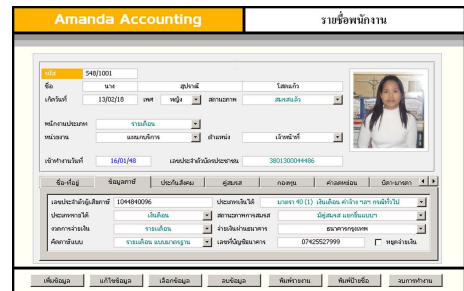 Amanda Accounting
รายชื่อพนักงาน
รหัส 548/1001
ชื่อ นาง สุปราณี โสดแก้ว
เกิดวันที่ 13/02/18 เพศ หญิง สถานะภาพ สมรสแล้ว
พนักงานประเภท รายเดือน
หน่วยงาน แผนกบริการ ตำแหน่ง เจ้าหน้าที่
เข้าทำงานวันที่ 16/01/48 เลขประจำตัวบัตรประชาชน 3801300044486
ชื่อ-ที่อยู่ ข้อมูลภาษี ประกันสังคม คู่สมรส กองทุน ค่าลดหย่อน บิดา-มารดา
เลขประจำตัวผู้เสียภาษี 1044840096 ประเภทเงินได้ มาตรา 40 (1) เงินเดือน ค่าจ้าง ฯลฯ กรณีทั่วไป
ประเภทรายได้ เงินเดือน สถานะภาพการสมรส มีคู่สมรส แยกยื่นแบบฯ
งวดการจ่ายเงิน รายเดือน จ่ายเงินผ่านธนาคาร ธนาคารกรุงเทพ
คิดภาษีแบบ รายเดือน แบบมาตรฐาน เลขที่บัญชีธนาคาร 07425527999 หยุดจ่ายเงิน
เพิ่มข้อมูล แก้ไขข้อมูล เลือกข้อมูล ลบข้อมูล พิมพ์รายงาน พิมพ์ป้ายชื่อ จบการทำงาน